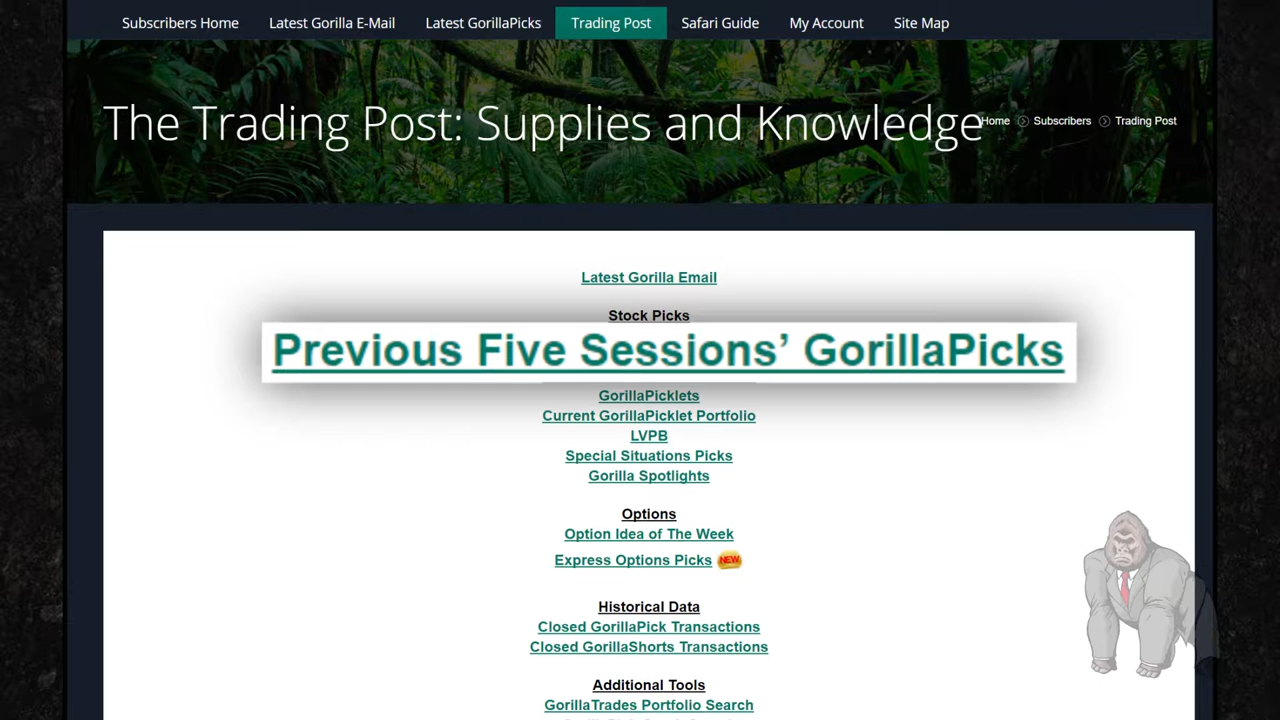 Subscribers Home Latest Gorilla E-Mail Latest GorillaPicks Trading Post Safari Guide My Account Site Map
The Trading Post: Supplies and Knowledge
Home Subscribers Trading Post
Latest Gorilla Email
Stock Picks
Previous Five Sessions’ GorillaPicks
GorillaPicklets
Current GorillaPicklet Portfolio
LVPB
Special Situations Picks
Gorilla Spotlights
Options
Option Idea of The Week
Express Options Picks NEW
Historical Data
Closed GorillaPick Transactions
Closed GorillaShorts Transactions
Additional Tools
GorillaTrades Portfolio Search